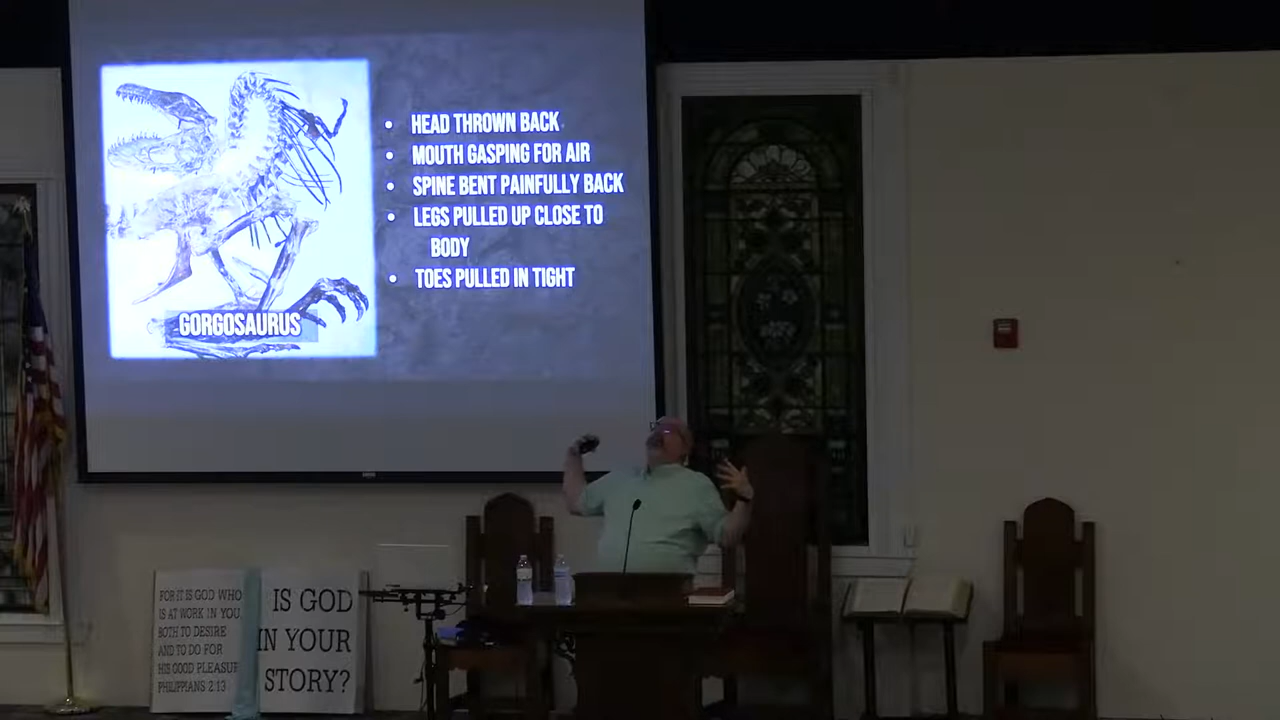 • HEAD THROWN BACK
• MOUTH GASPING FOR AIR
• SPINE BENT PAINFULLY BACK
• LEGS PULLED UP CLOSE TO
BODY
• TOES PULLED IN TIGHT
GORGOSAURUS
FOR IT IS GOD WHO
IS AT WORK IN YOU,
BOTH TO DESIRE
AND TO DO FOR
HIS GOOD PLEASUR
PHILIPPIANS 2:13
IS GOD
IN YOUR
STORY?